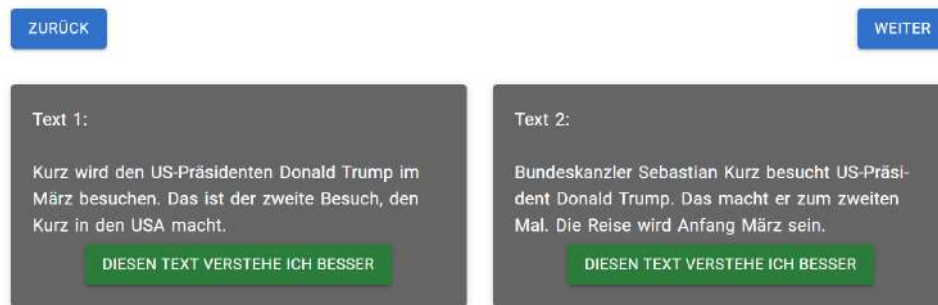 ZURÜCK
WEITER
Text 1:
Kurz wird den US-Präsidenten Donald Trump im
März besuchen. Das ist der zweite Besuch, den
Kurz in den USA macht.
DIESEN TEXT VERSTEHE ICH BESSER
Text 2:
Bundeskanzler Sebastian Kurz besucht US-Präsi-
dent Donald Trump. Das macht er zum zweiten
Mal. Die Reise wird Anfang März sein.
DIESEN TEXT VERSTEHE ICH BESSER